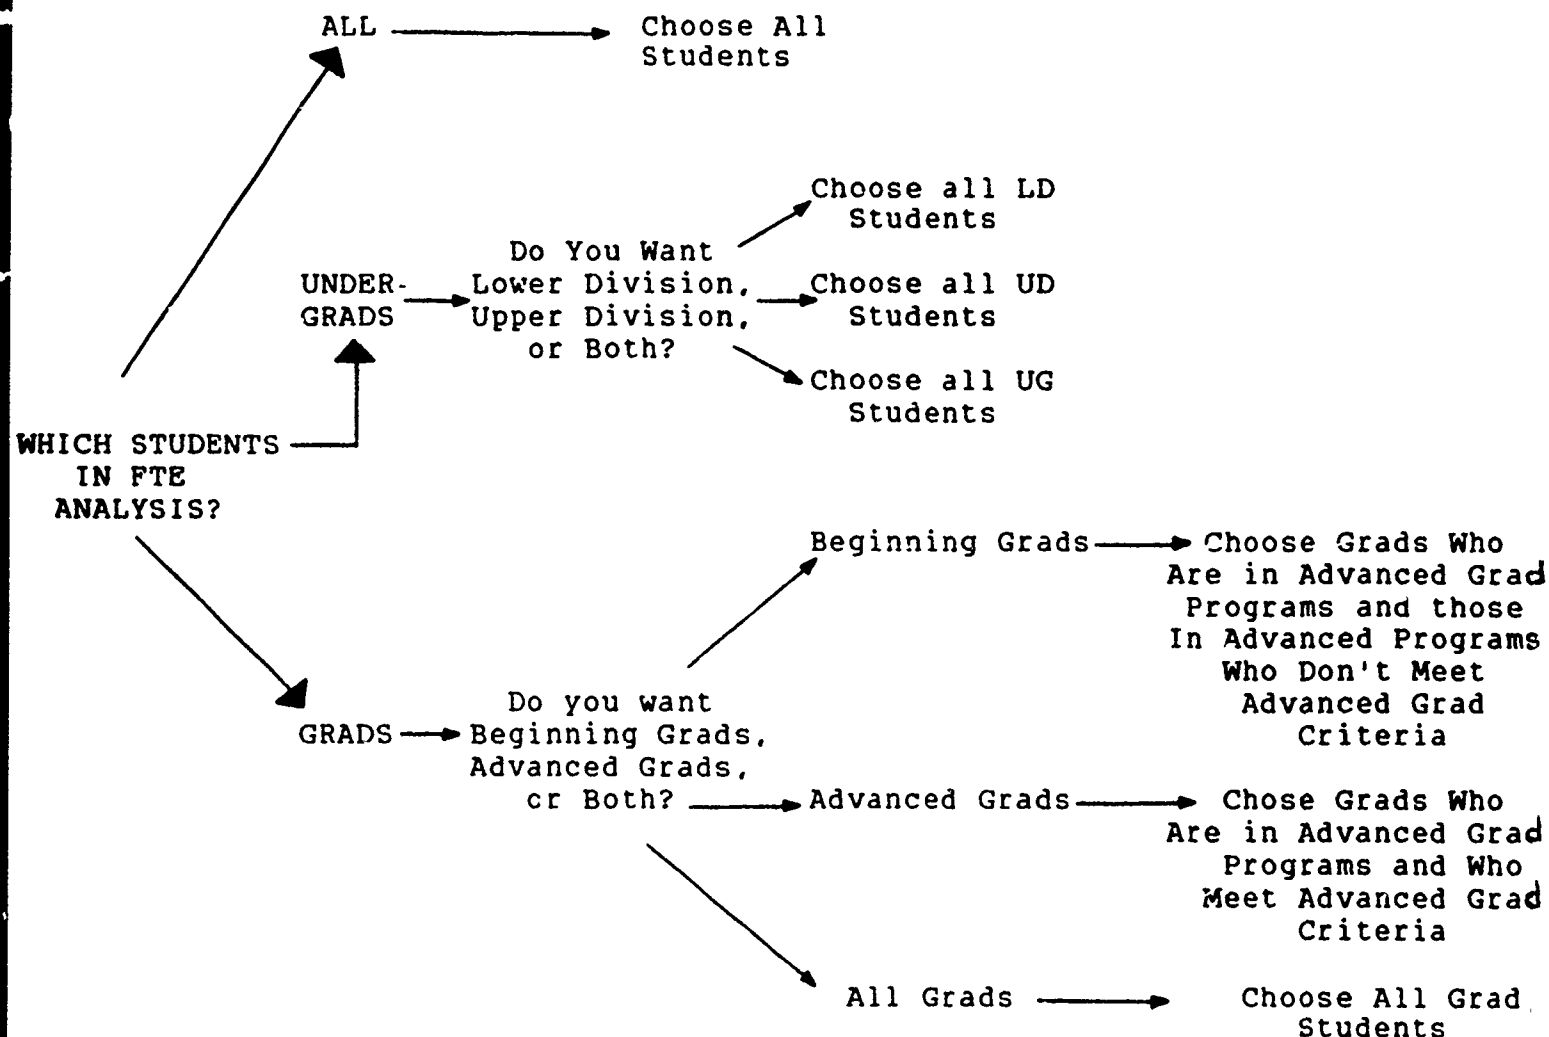 ALL
Choose All
Students
Choose all LD
Students
Do You Want
Lower Division,
Upper Division,
or Both?
UNDER-
GRADS
Choose all UD
Students
Choose all UG
Students
WHICH STUDENTS
IN FTE
ANALYSIS?
Beginning Grads
Choose Grads Who
Are in Advanced Grad
Programs and those
In Advanced Programs
Who Don't Meet
Advanced Grad
Criteria
GRADS
Do you want
Beginning Grads,
Advanced Grads,
or Both?
Advanced Grads
Chose Grads Who
Are in Advanced Grad
Programs and Who
Meet Advanced Grad
Criteria
All Grads
Choose All Grad
Students